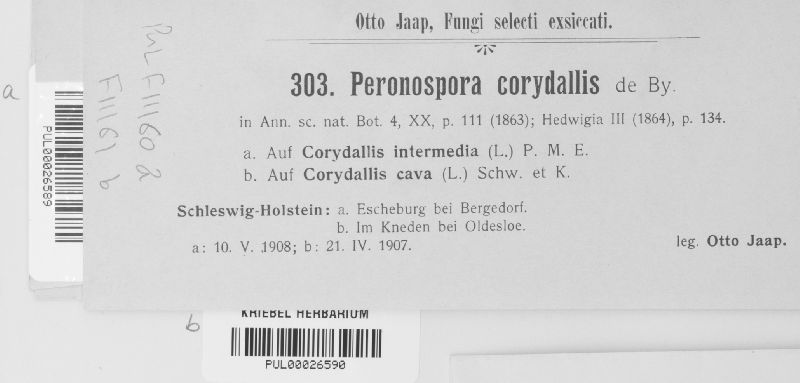 Otto Jaap, Fungi selecti exsiccati.
303. Peronospora corydallis de By.
in Ann. sc. nat. Bot. 4, XX, p. 111 (1863); Hedwigia III (1864), p. 134.
a. Auf Corydallis intermedia (L.) P. M. E.
b. Auf Corydallis cava (L.) Schw. et K.
Schleswig-Holstein: a. Escheburg bei Bergedorf.
b. Im Kneden bei Oldesloe.
a: 10. V. 1908; b: 21. IV. 1907.
leg. Otto Jaap.
PUL F11160 a
F11161 b
a
PUL00026589
b
KRIEBEL HERBARIUM
PUL00026590